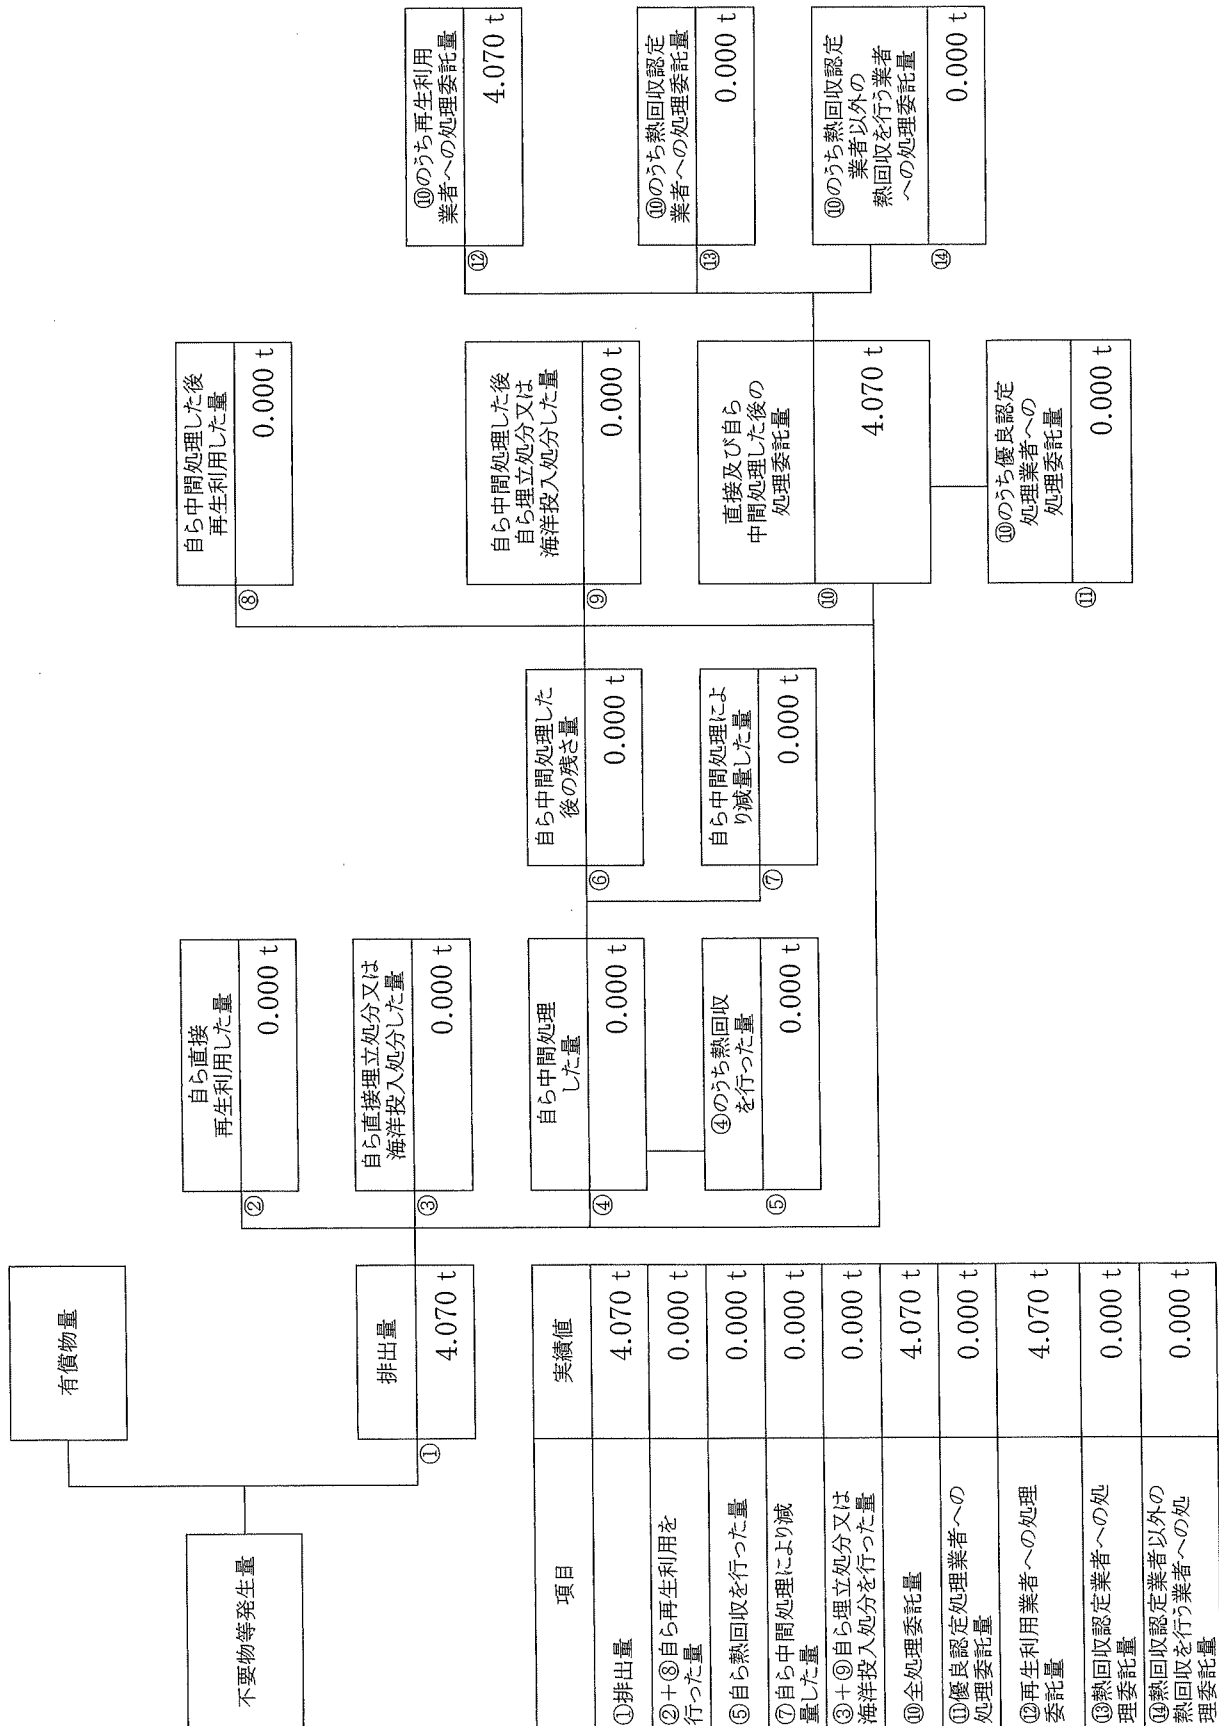 不要物等発生量
有償物量
排出量
①
4.070 t
自ら直接
再生利用した量
②
0.000 t
自ら直接埋立処分又は
海洋投入処分した量
③
0.000 t
自ら中間処理
した量
④
0.000 t
④のうち熱回収
を行った量
⑤
0.000 t
自ら中間処理した
後の残さ量
⑥
0.000 t
自ら中間処理によ
り減量した量
⑦
0.000 t
自ら中間処理した後
再生利用した量
⑧
0.000 t
自ら中間処理した後
自ら埋立処分又は
海洋投入処分した量
⑨
0.000 t
直接及び自ら
中間処理した後の
処理委託量
⑩
4.070 t
⑩のうち優良認定
処理業者への
処理委託量
⑪
0.000 t
⑩のうち再生利用
業者への処理委託量
⑫
4.070 t
⑩のうち熱回収認定
業者への処理委託量
⑬
0.000 t
⑩のうち熱回収認定
業者以外の
熱回収を行う業者
への処理委託量
⑭
0.000 t
項目 実績値
①排出量 4.070 t
②+⑧自ら再生利用を
行った量 0.000 t
⑤自ら熱回収を行った量 0.000 t
⑦自ら中間処理により減
量した量 0.000 t
③+⑨自ら埋立処分又は
海洋投入処分を行った量 0.000 t
⑩全処理委託量 4.070 t
⑪優良認定処理業者への
処理委託量 0.000 t
⑫再生利用業者への処理
委託量 4.070 t
⑬熱回収認定業者への処
理委託量 0.000 t
⑭熱回収認定業者以外の
熱回収を行う業者への処
理委託量 0.000 t